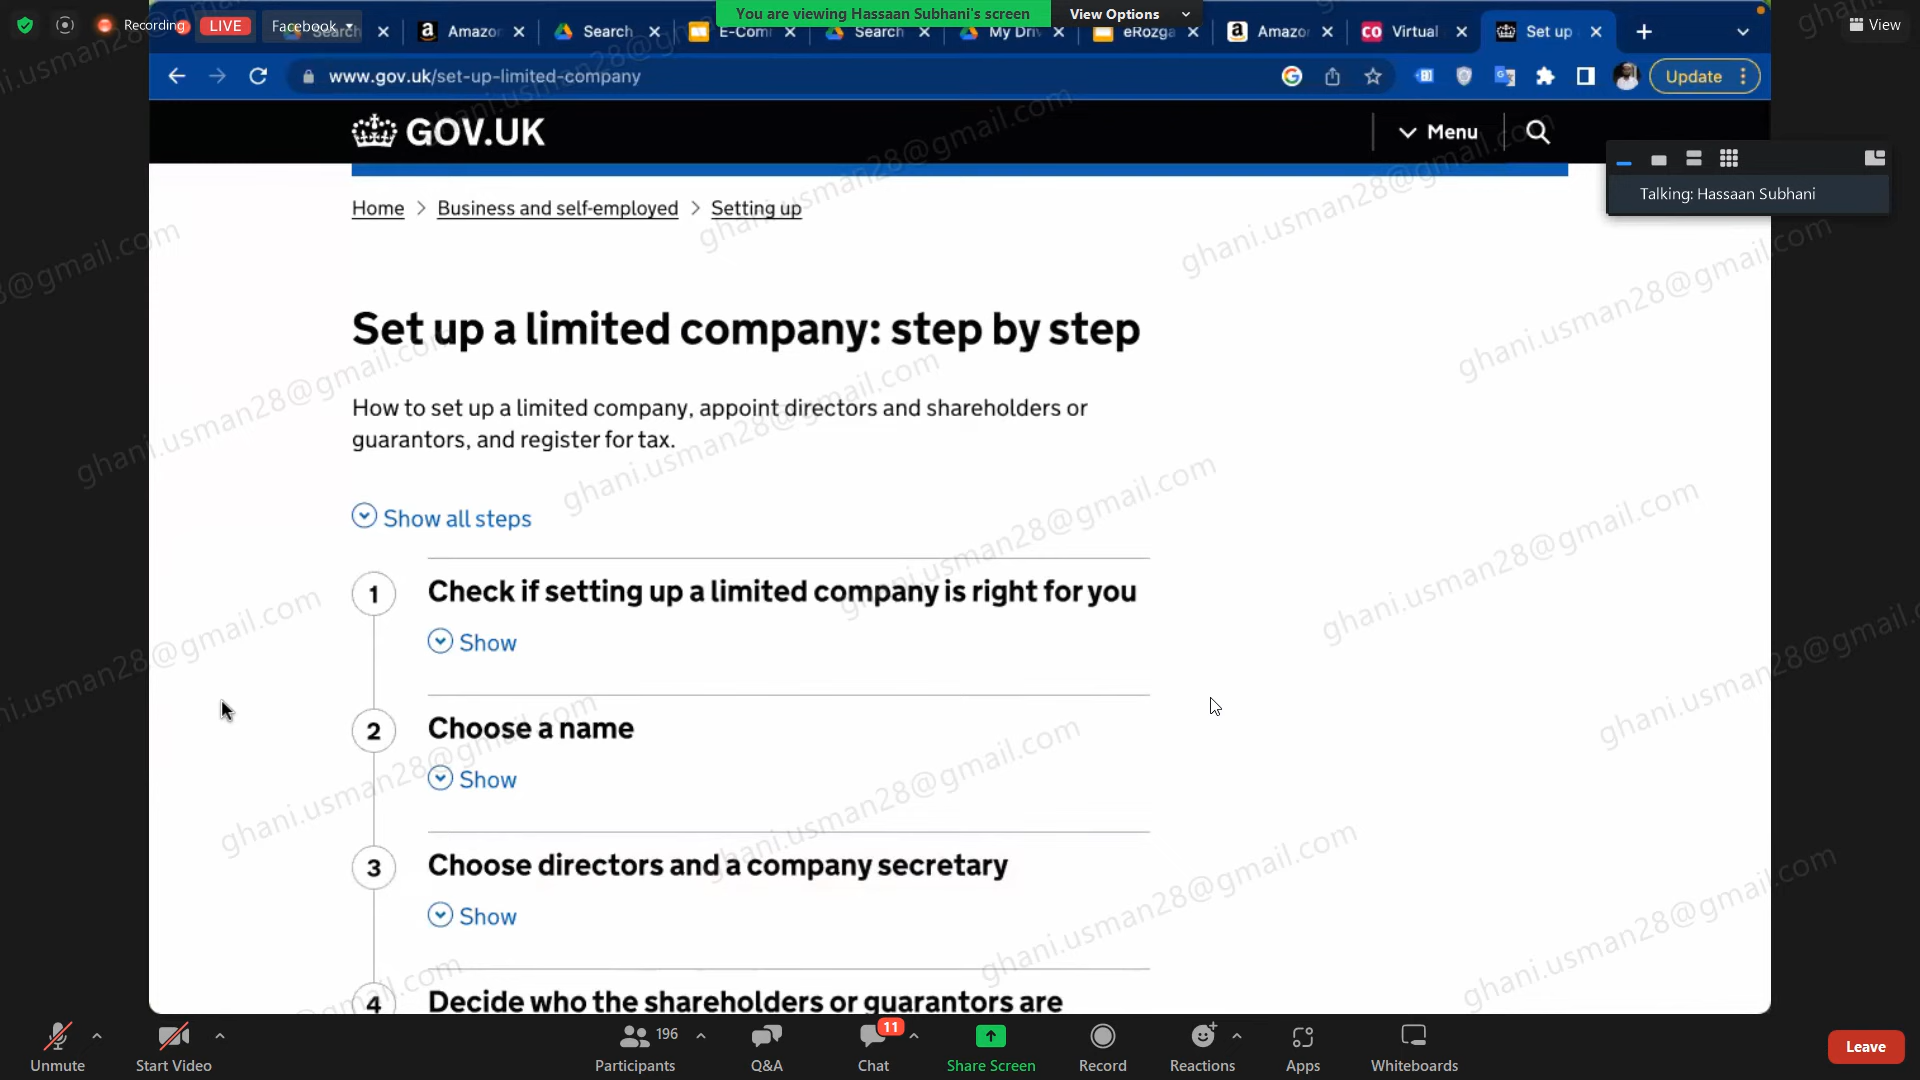 Recording
LIVE
Facebook
You are viewing Hassaan Subhani's screen
View Options
View
Search
Amazon
Search
E-Com
Search
My Driv
eRozga
Amazon
Virtual
Set up
www.gov.uk/set-up-limited-company
Update
GOV.UK
Menu
Talking: Hassaan Subhani
Home > Business and self-employed > Setting up
Set up a limited company: step by step
How to set up a limited company, appoint directors and shareholders or
guarantors, and register for tax.
Show all steps
1 Check if setting up a limited company is right for you
Show
2 Choose a name
Show
3 Choose directors and a company secretary
Show
4 Decide who the shareholders or guarantors are
ghani.usman28@gmail.com
Unmute
Start Video
Participants 196
Q&A
Chat 11
Share Screen
Record
Reactions
Apps
Whiteboards
Leave